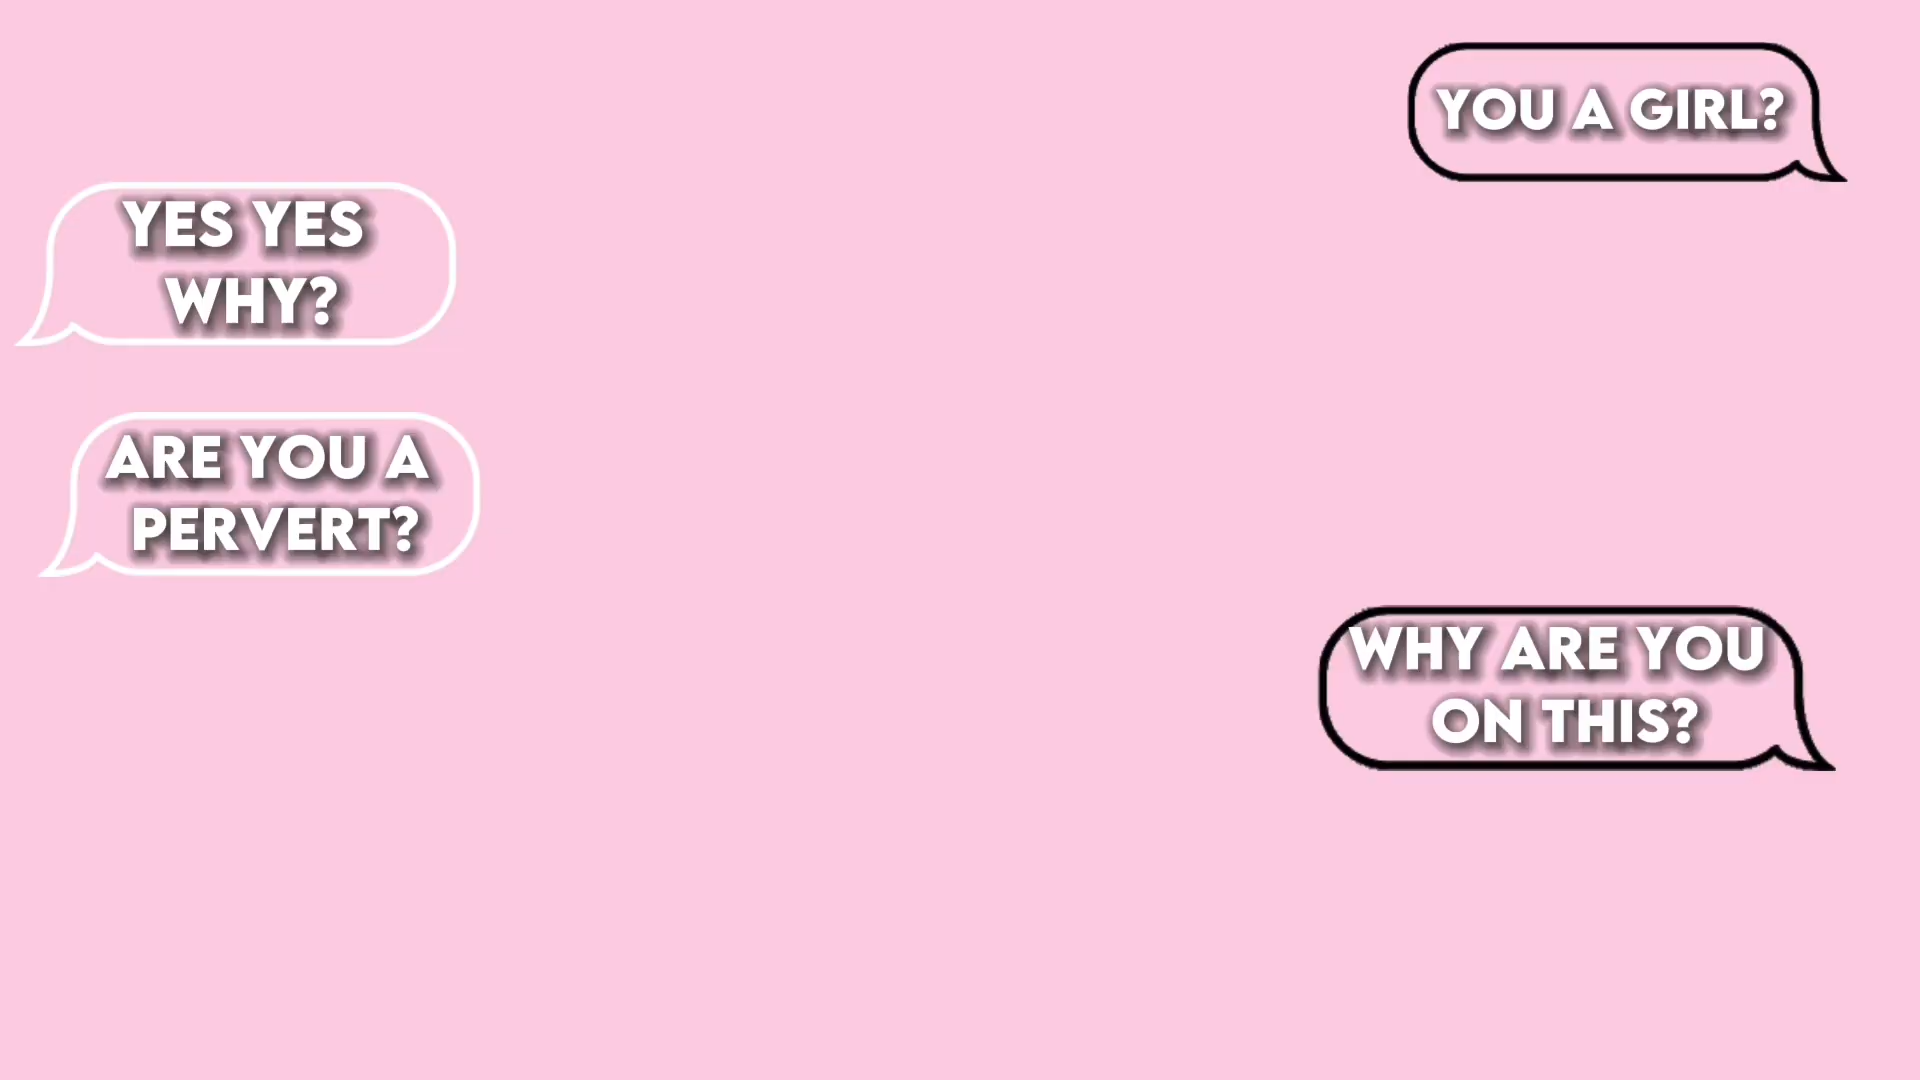 YOU A GIRL?
YES YES
WHY?
ARE YOU A
PERVERT?
WHY ARE YOU
ON THIS?